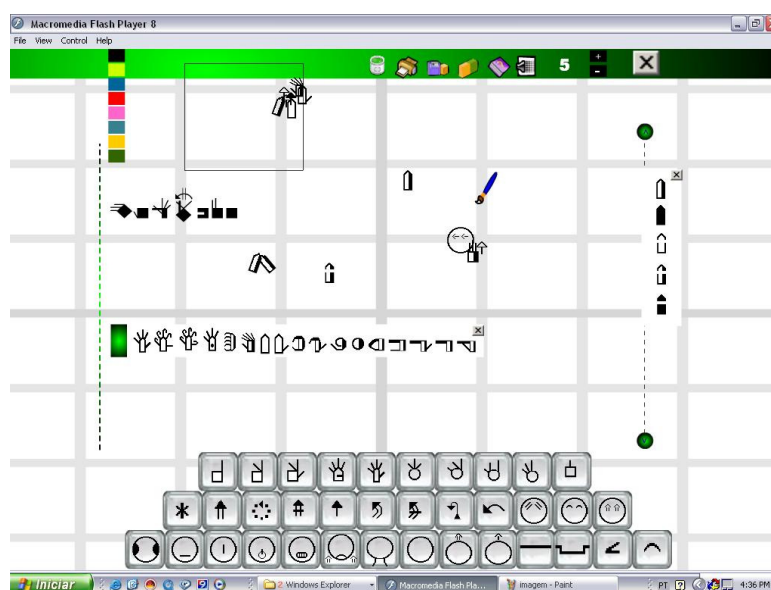 Macromedia Flash Player 8
File View Control Help
5
+
-
Iniciar
2 Windows Explorer
Macromedia Flash Pla...
imagem - Paint
PT
4:36 PM